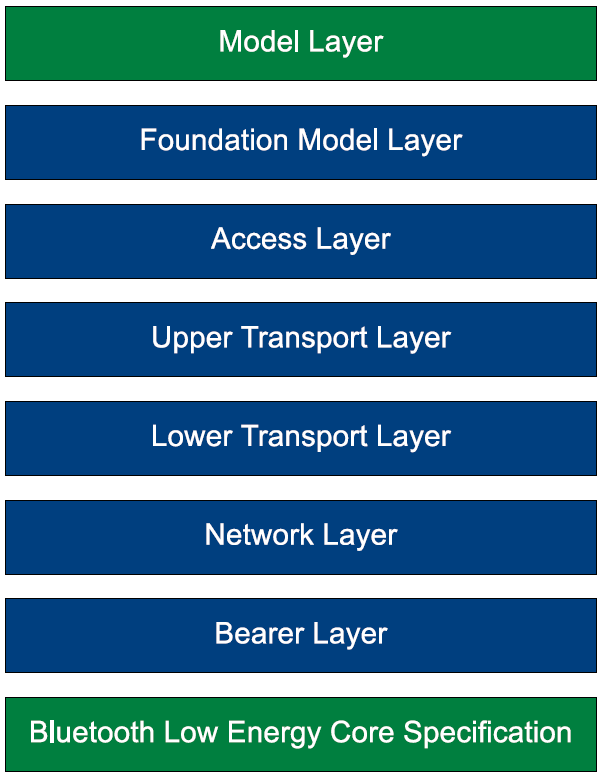 Model Layer
Foundation Model Layer
Access Layer
Upper Transport Layer
Lower Transport Layer
Network Layer
Bearer Layer
Bluetooth Low Energy Core Specification